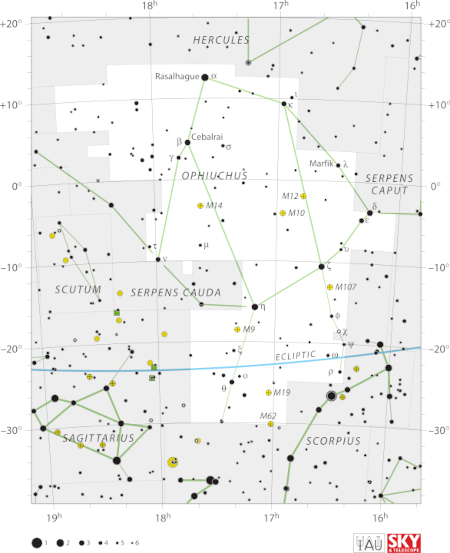 18h 17h 16h
+20° +20°
HERCULES
Rasalhague α
+10° κ ι +10°
β Cebalrai
γ σ
Marfik λ
OPHIUCHUS SERPENS
CAPUT
M12
0° M14 M10 δ 0°
ε
τ μ υ
ν ζ
−10° −10°
SCUTUM SERPENS CAUDA M107
η
φ
M9 χ
ξ ψ
−20° ECLIPTIC ω −20°
ο ρ
θ M19
M62
−30° SAGITTARIUS SCORPIUS −30°
19h 18h 17h 16h
1 2 3 4 5 6
IAU
SKY
& TELESCOPE